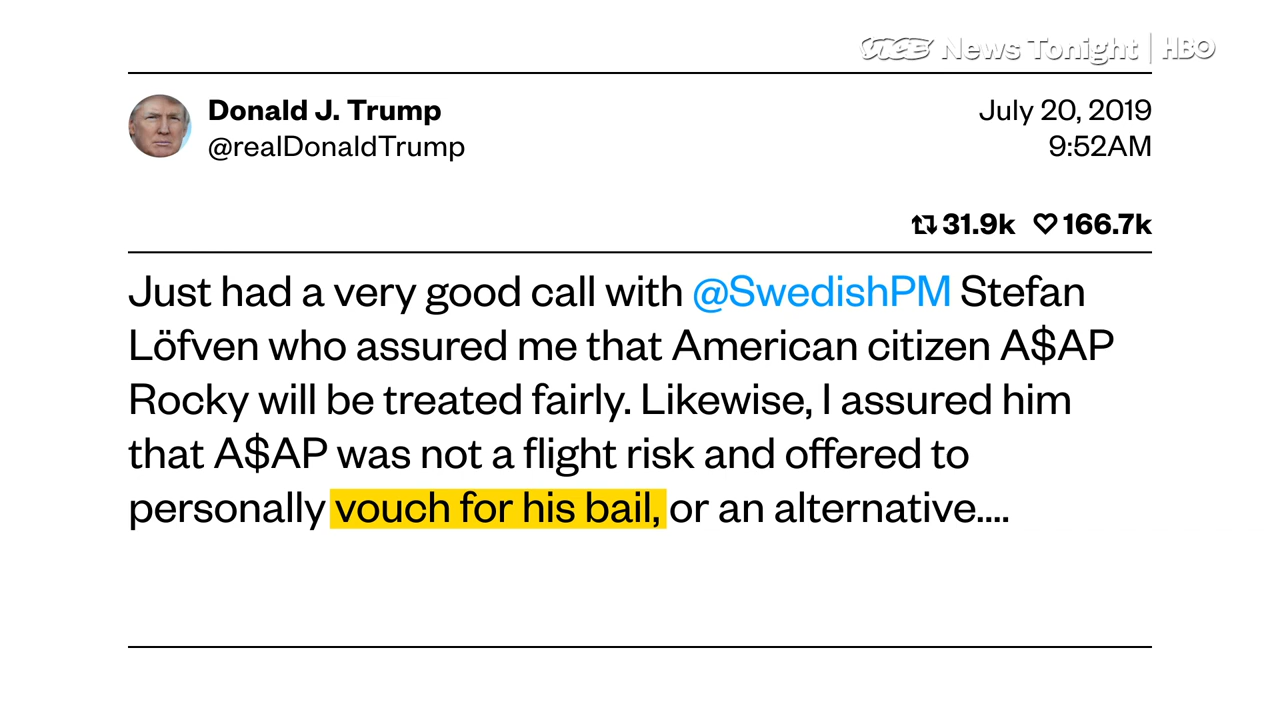 VICE News Tonight | HBO
Donald J. Trump
@realDonaldTrump
July 20, 2019
9:52AM
31.9k 166.7k
Just had a very good call with @SwedishPM Stefan
Löfven who assured me that American citizen A$AP
Rocky will be treated fairly. Likewise, I assured him
that A$AP was not a flight risk and offered to
personally vouch for his bail, or an alternative....